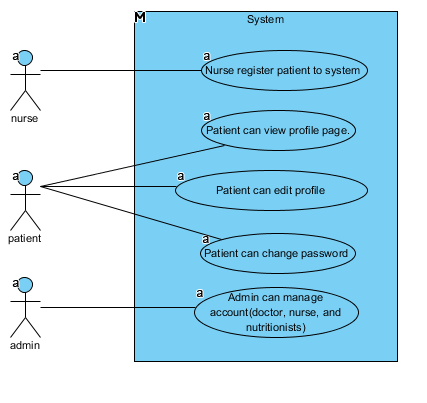 M
System
a
a
Nurse register patient to system
nurse
a
Patient can view profile page.
a
a
Patient can edit profile
patient
a
Patient can change password
a
a
Admin can manage
account(doctor, nurse, and
nutritionists)
admin